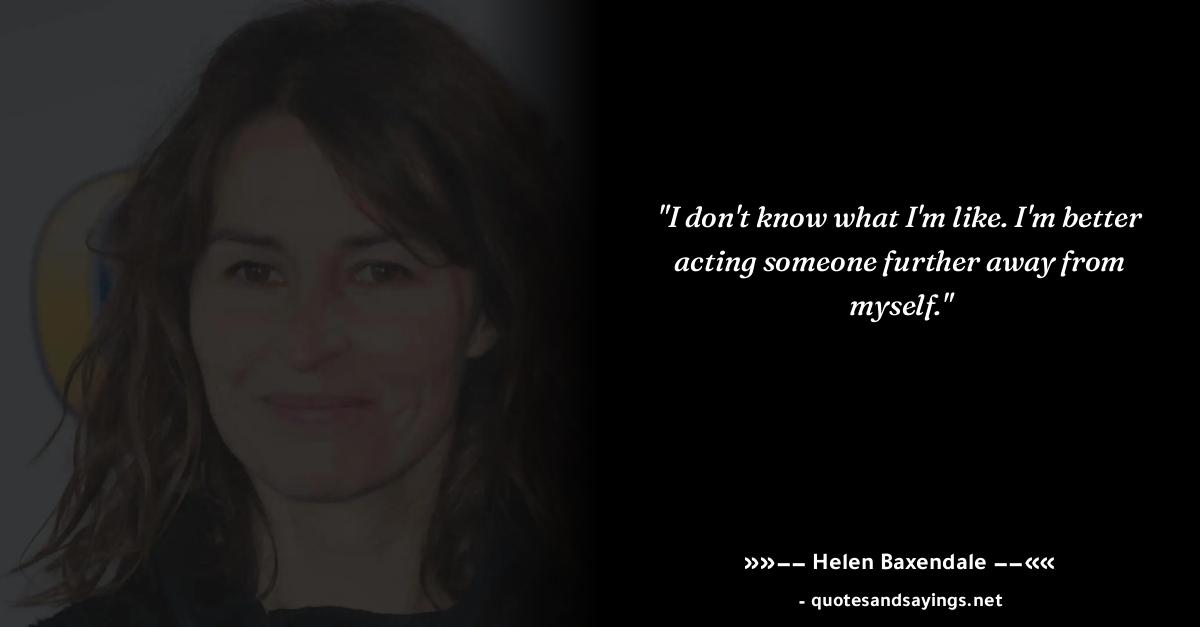 "I don't know what I'm like. I'm better
acting someone further away from
myself."
»»−− Helen Baxendale −−««
- quotesandsayings.net